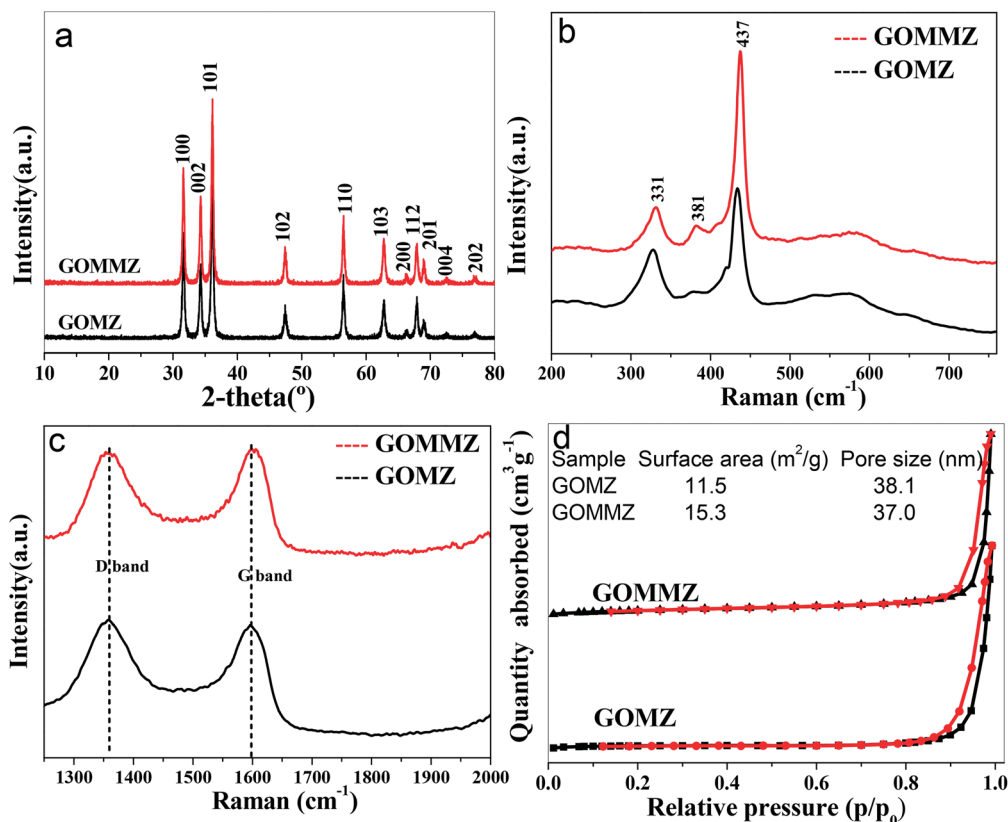 a
Intensity(a.u.)
100
002
101
102
110
103
200
112
201
004
202
GOMMZ
GOMZ
10 20 30 40 50 60 70 80
2-theta(º)
b
Intensity(a.u.)
GOMMZ
GOMZ
331
381
437
200 300 400 500 600 700
Raman (cm⁻¹)
c
Intensity(a.u.)
GOMMZ
GOMZ
D band
G band
1300 1400 1500 1600 1700 1800 1900 2000
Raman (cm⁻¹)
d
Quantity absorbed (cm³g⁻¹)
Sample Surface area (m²/g) Pore size (nm)
GOMZ 11.5 38.1
GOMMZ 15.3 37.0
GOMMZ
GOMZ
0.0 0.2 0.4 0.6 0.8 1.0
Relative pressure (p/p₀)